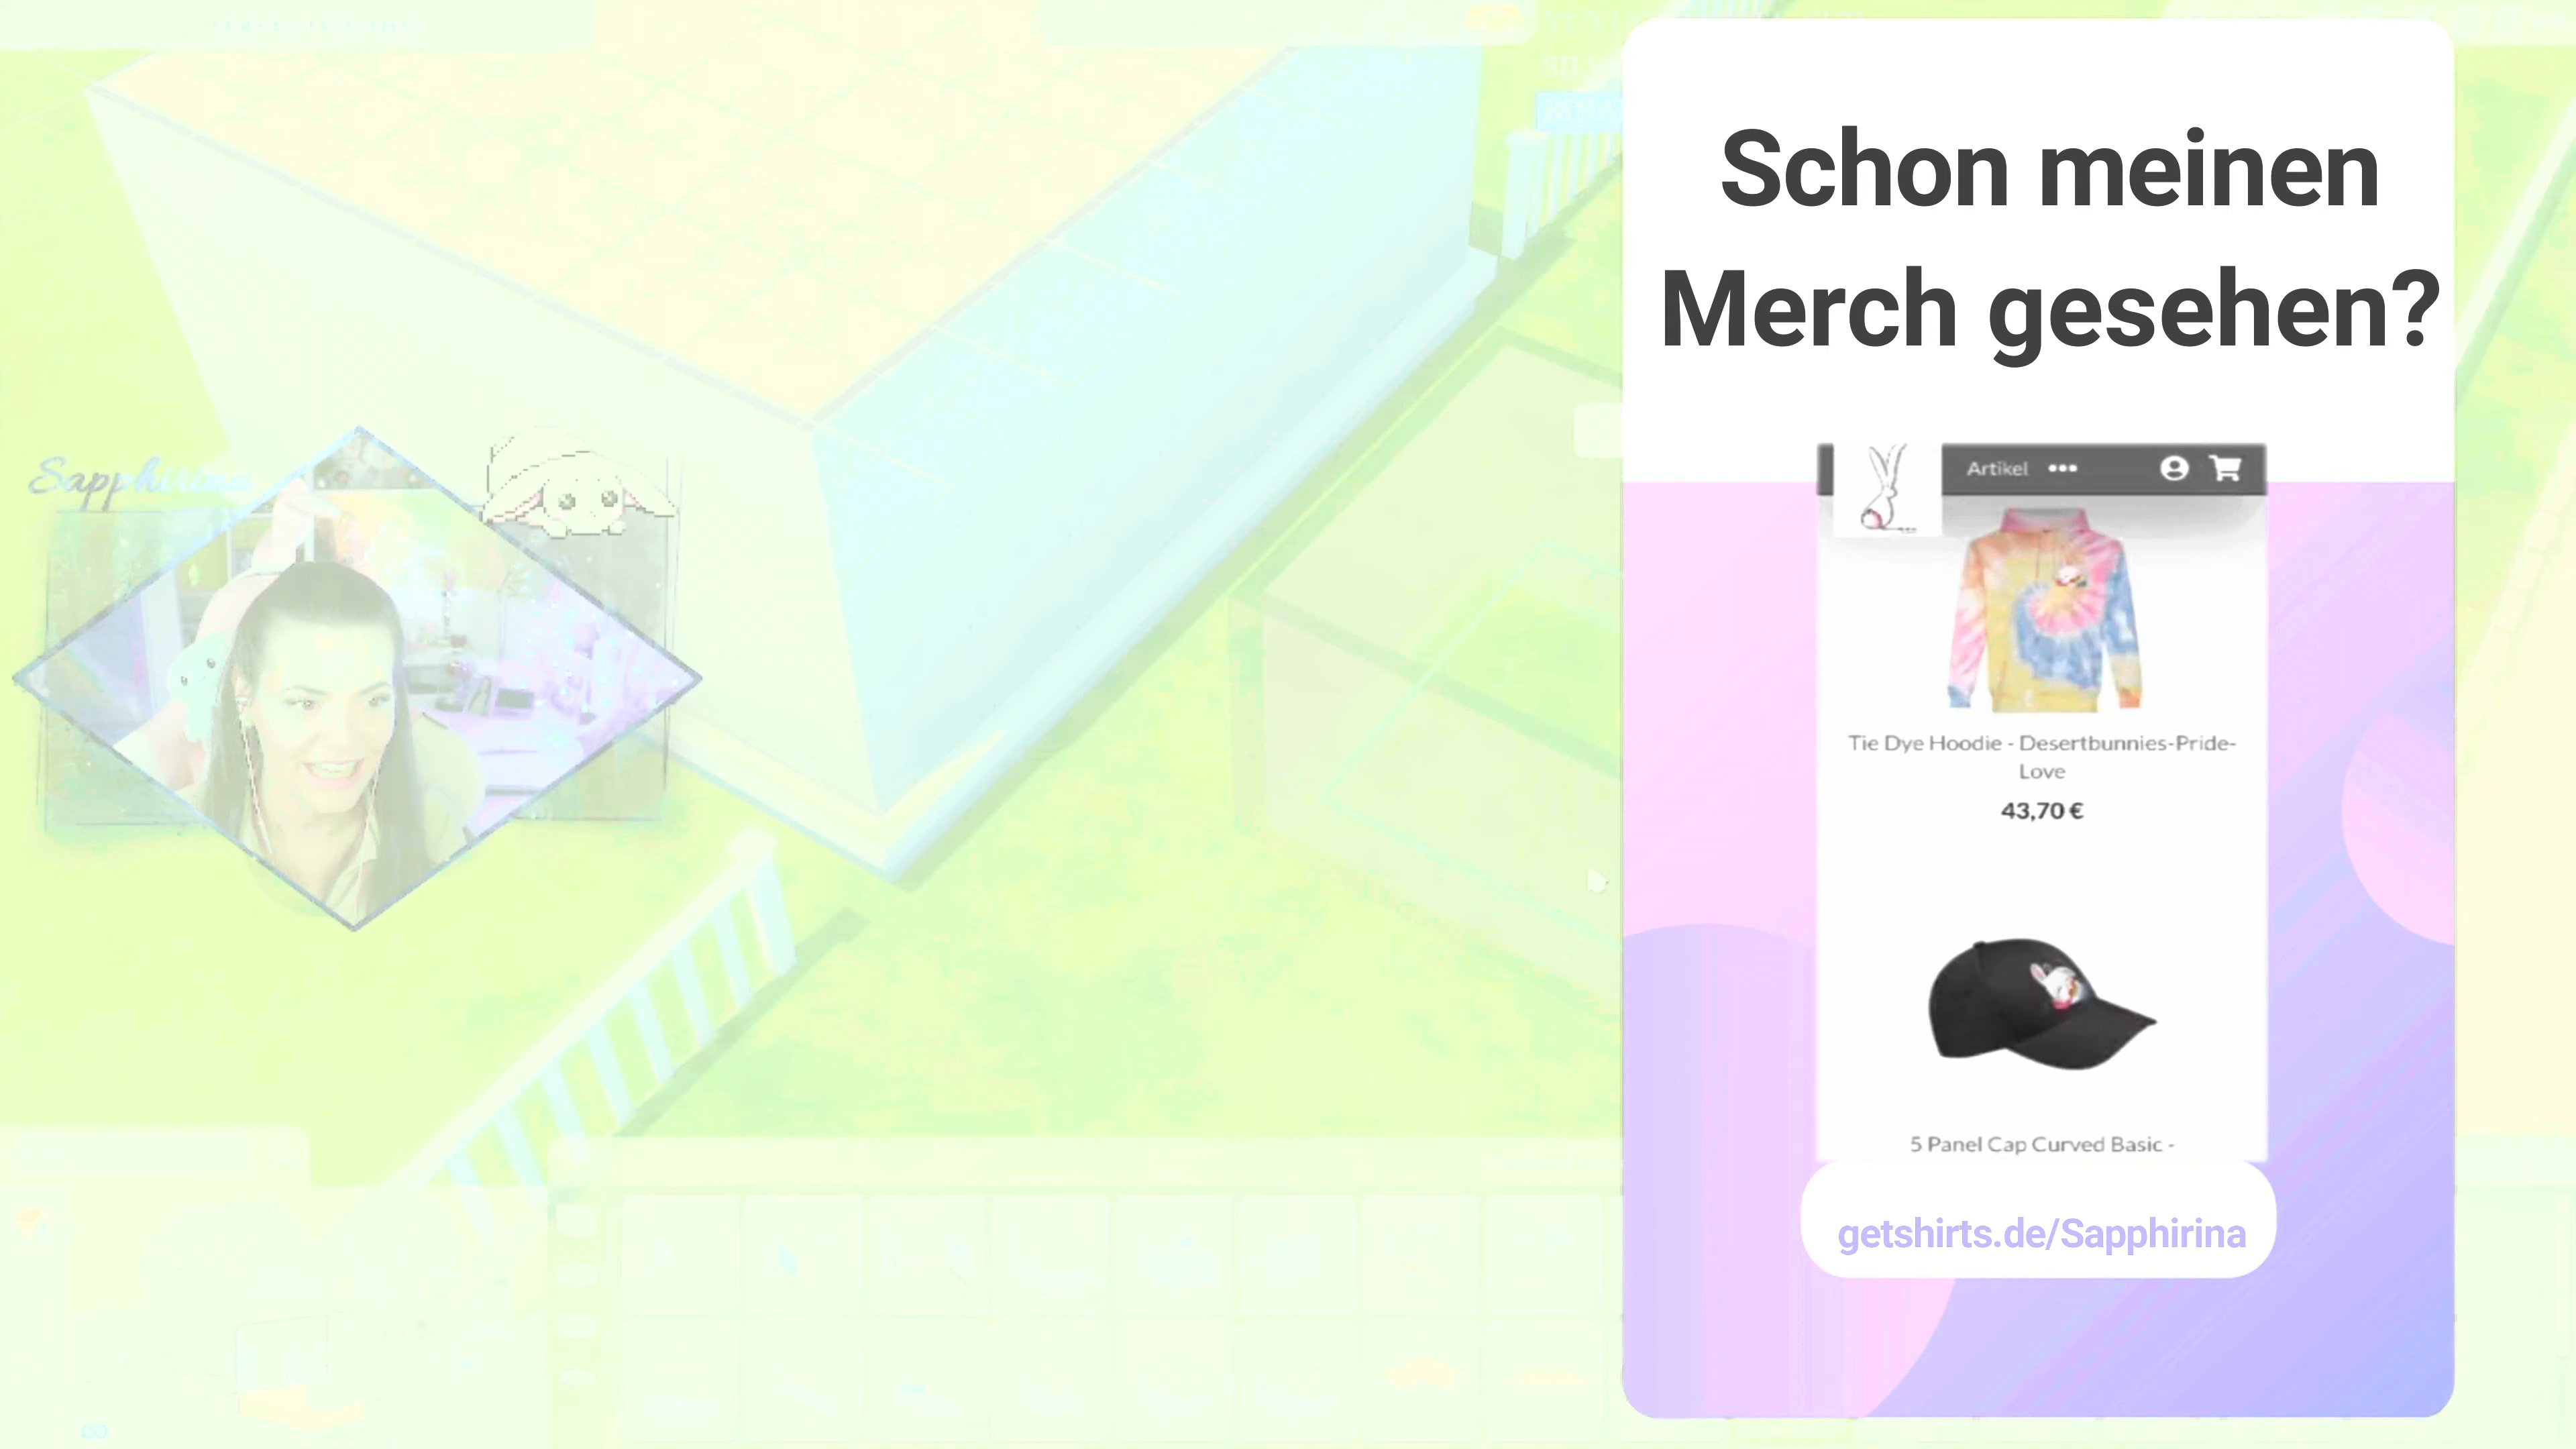 Schon meinen
Merch gesehen?
Sapphirina
Artikel
Tie Dye Hoodie - Desertbunnies-Pride-
Love
43,70 €
5 Panel Cap Curved Basic -
getshirts.de/Sapphirina